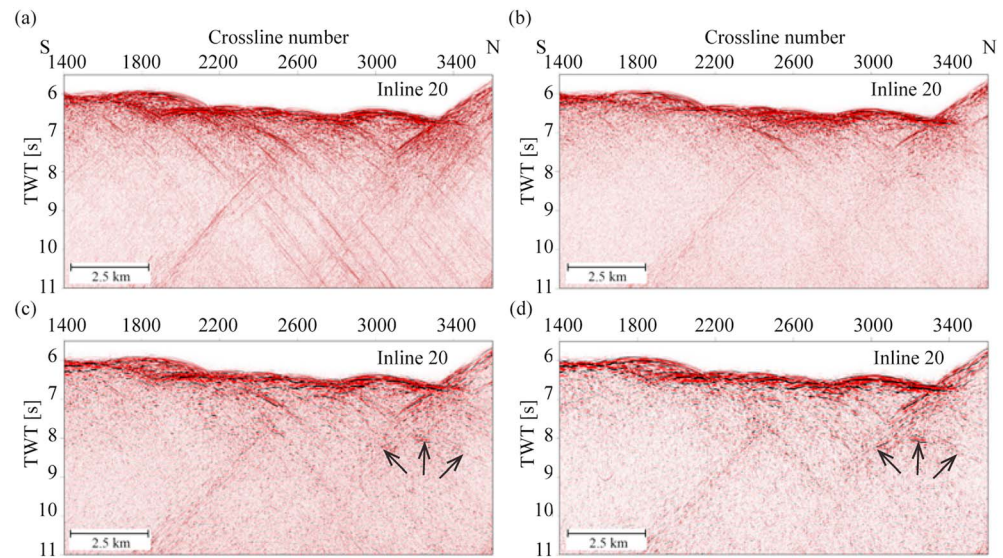 (a)
(b)
Crossline number
Crossline number
S
N
S
N
1400 1800 2200 2600 3000 3400
1400 1800 2200 2600 3000 3400
Inline 20
Inline 20
TWT [s]
6
7
8
9
10
11
2.5 km
TWT [s]
6
7
8
9
10
11
2.5 km
(c)
(d)
1400 1800 2200 2600 3000 3400
1400 1800 2200 2600 3000 3400
Inline 20
Inline 20
TWT [s]
6
7
8
9
10
11
2.5 km
TWT [s]
6
7
8
9
10
11
2.5 km